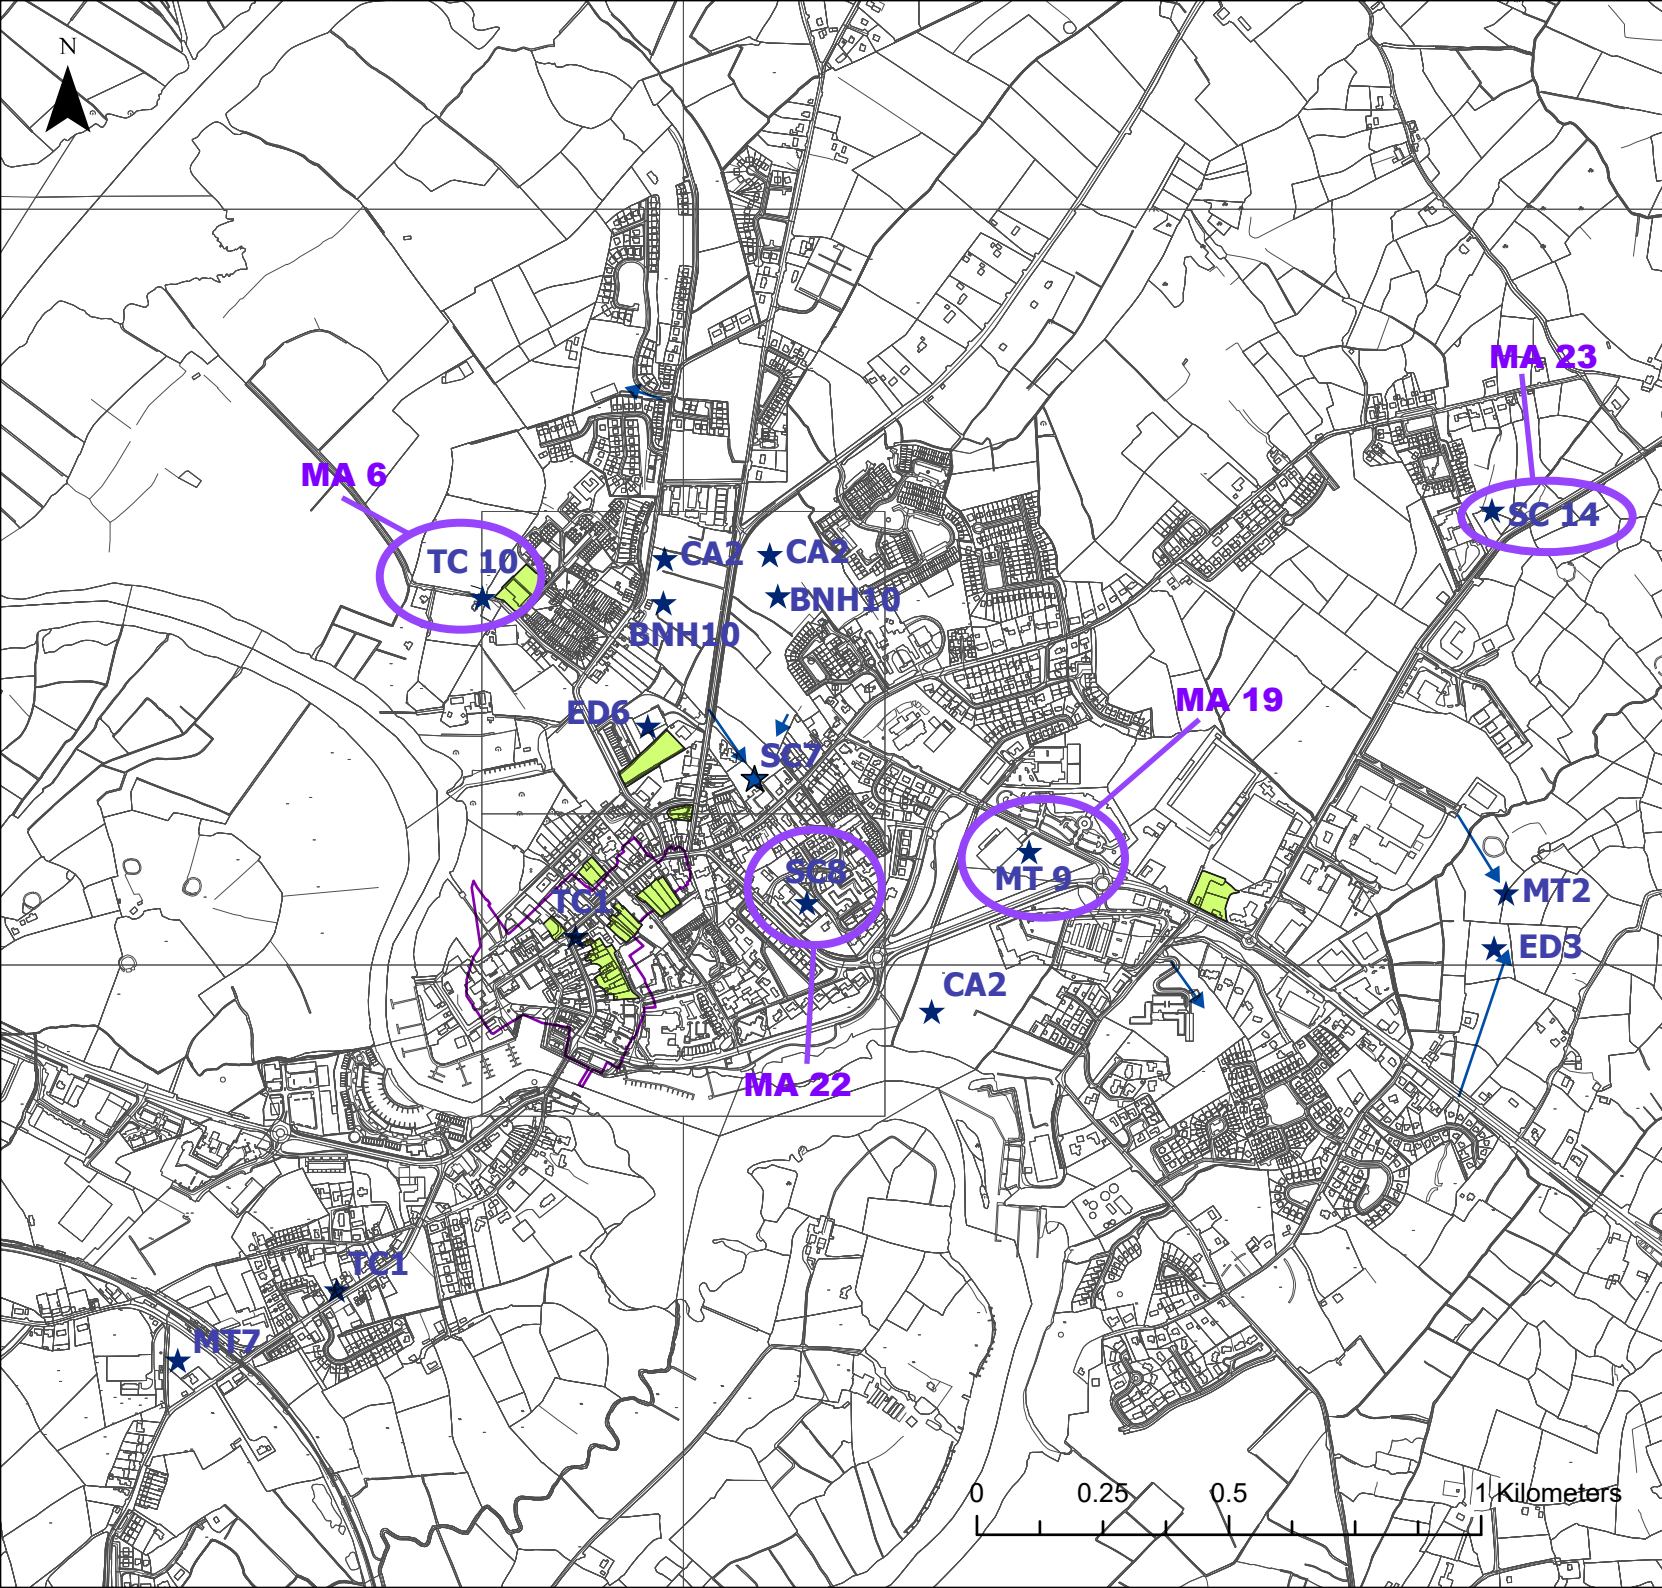 N
MA 23
MA 6
SC 14
TC 10
CA2
CA2
BNH10
BNH10
MA 19
ED6
SC7
SC8
MT 9
TC1
MT2
ED3
CA2
MA 22
TC1
MT7
0 0.25 0.5 1 Kilometers